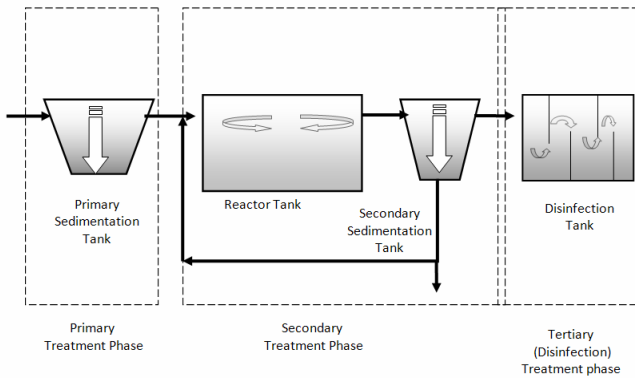 Primary
Sedimentation
Tank
Reactor Tank
Secondary
Sedimentation
Tank
Disinfection
Tank
Primary
Treatment Phase
Secondary
Treatment Phase
Tertiary
(Disinfection)
Treatment phase